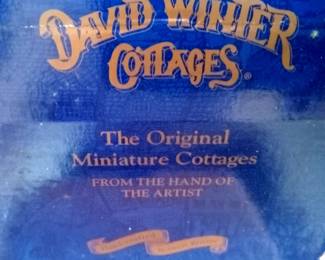 DAVID WINTER
COTTAGES®
The Original
Miniature Cottages
FROM THE HAND OF
THE ARTIST